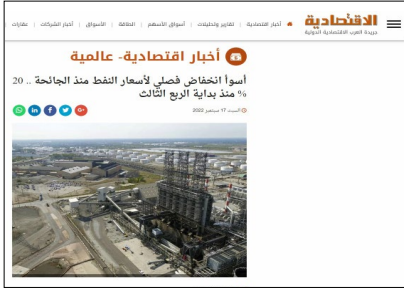 الاقتصادية
جريدة العرب الاقتصادية الدولية
أخبار اقتصادية | تقارير وتحليلات | أسواق الأسهم | الطاقة | الأسواق | أخبار الشركات | عقارات
أخبار اقتصادية- عالمية
أسوأ انخفاض فصلي لأسعار النفط منذ الجائحة .. 20
% منذ بداية الربع الثالث
السبت 17 سبتمبر 2022